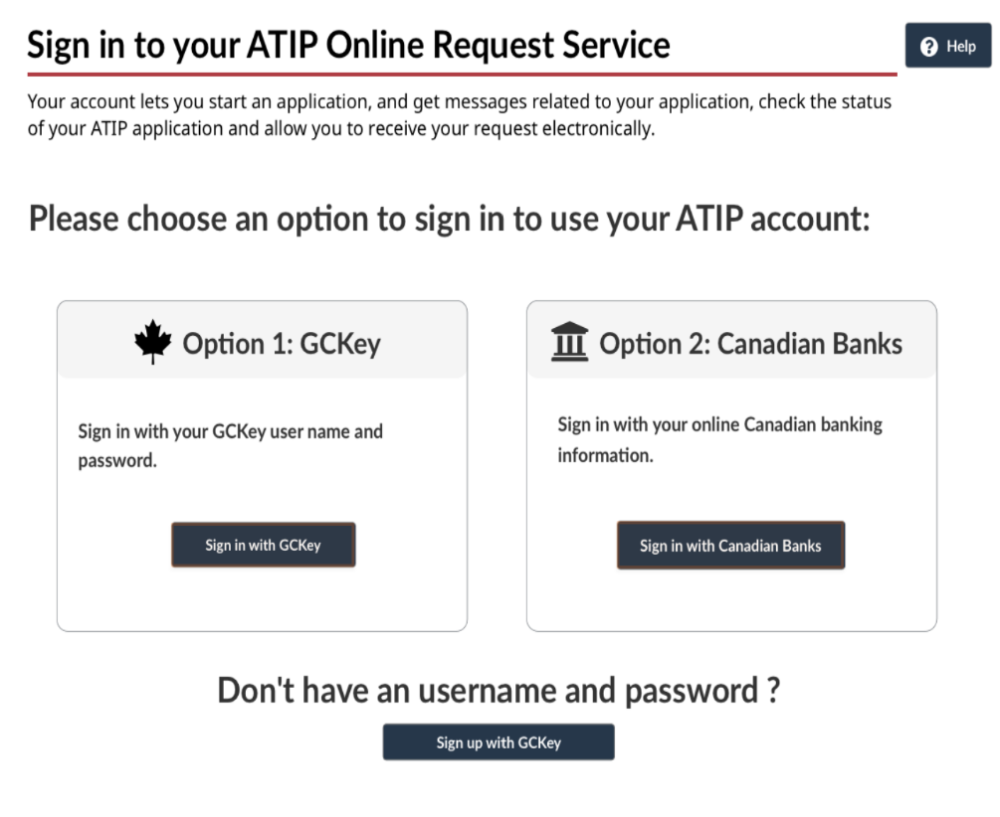 Sign in to your ATIP Online Request Service
Help
Your account lets you start an application, and get messages related to your application, check the status
of your ATIP application and allow you to receive your request electronically.
Please choose an option to sign in to use your ATIP account:
Option 1: GCKey
Sign in with your GCKey user name and
password.
Sign in with GCKey
Option 2: Canadian Banks
Sign in with your online Canadian banking
information.
Sign in with Canadian Banks
Don't have an username and password ?
Sign up with GCKey